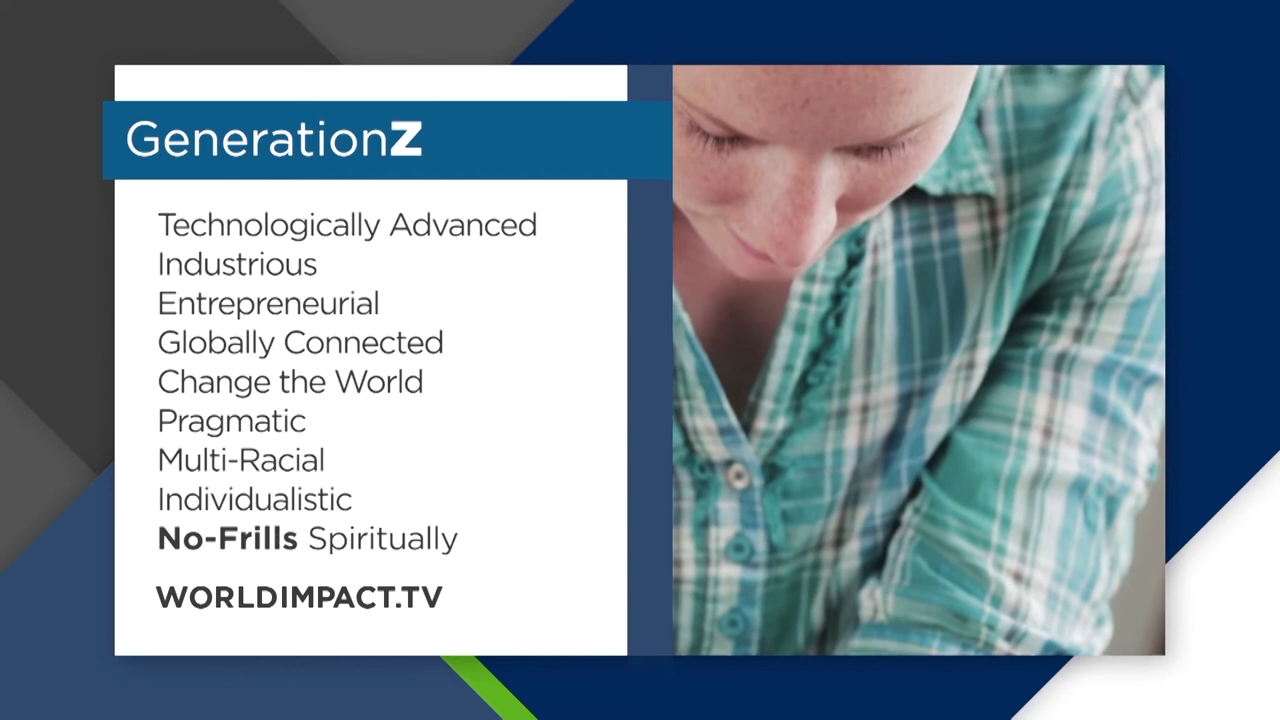 GenerationZ
Technologically Advanced
Industrious
Entrepreneurial
Globally Connected
Change the World
Pragmatic
Multi-Racial
Individualistic
No-Frills Spiritually
WORLDIMPACT.TV